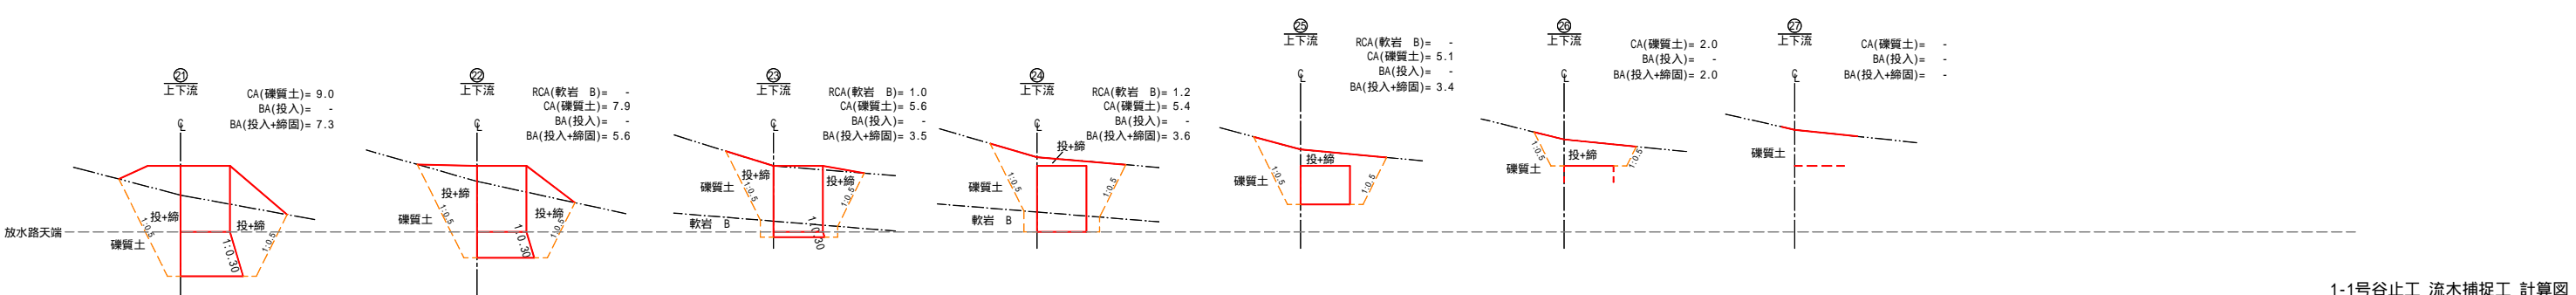 ㉑
上下流
CA(礫質土)= 9.0
BA(投入)= -
BA(投入+締固)= 7.3
℄
投+締
投+締
1:0.5
1:0.5
1:0.30
礫質土
放水路天端
㉒
上下流
RCA(軟岩 B)= -
CA(礫質土)= 7.9
BA(投入)= -
BA(投入+締固)= 5.6
℄
投+締
投+締
1:0.5
1:0.5
1:0.30
礫質土
㉓
上下流
RCA(軟岩 B)= 1.0
CA(礫質土)= 5.6
BA(投入)= -
BA(投入+締固)= 3.5
℄
投+締
投+締
1:0.5
1:0.5
礫質土
軟岩 B
1:0.30
㉔
上下流
RCA(軟岩 B)= 1.2
CA(礫質土)= 5.4
BA(投入)= -
BA(投入+締固)= 3.6
℄
投+締
1:0.5
1:0.5
礫質土
軟岩 B
㉕
上下流
RCA(軟岩 B)= -
CA(礫質土)= 5.1
BA(投入)= -
BA(投入+締固)= 3.4
℄
投+締
1:0.5
1:0.5
礫質土
㉖
上下流
CA(礫質土)= 2.0
BA(投入)= -
BA(投入+締固)= 2.0
℄
投+締
1:0.5
1:0.5
礫質土
㉗
上下流
CA(礫質土)= -
BA(投入)= -
BA(投入+締固)= -
℄
礫質土
1-1号谷止工 流木捕捉工 計算図